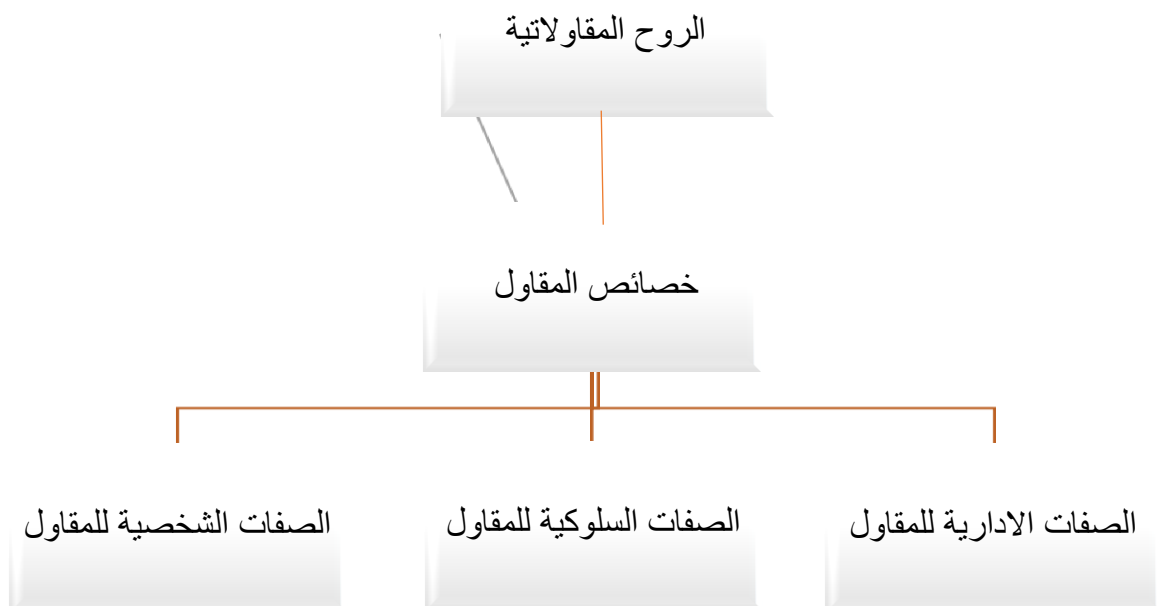 الروح المقاولاتية
خصائص المقاول
الصفات الادارية للمقاول
الصفات السلوكية للمقاول
الصفات الشخصية للمقاول